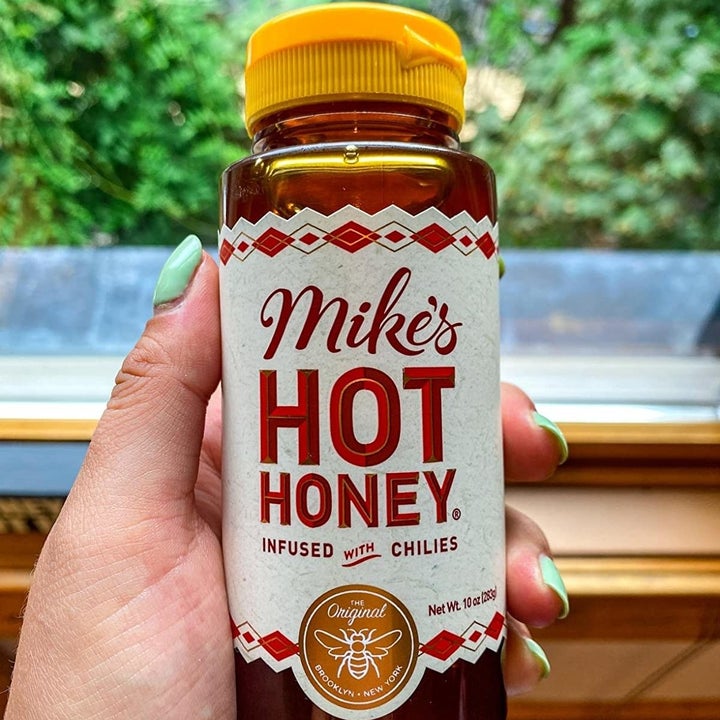 Mike's
HOT
HONEY®
INFUSED WITH CHILIES
Net Wt. 10 oz (283g)
THE
Original
BROOKLYN • NEW YORK